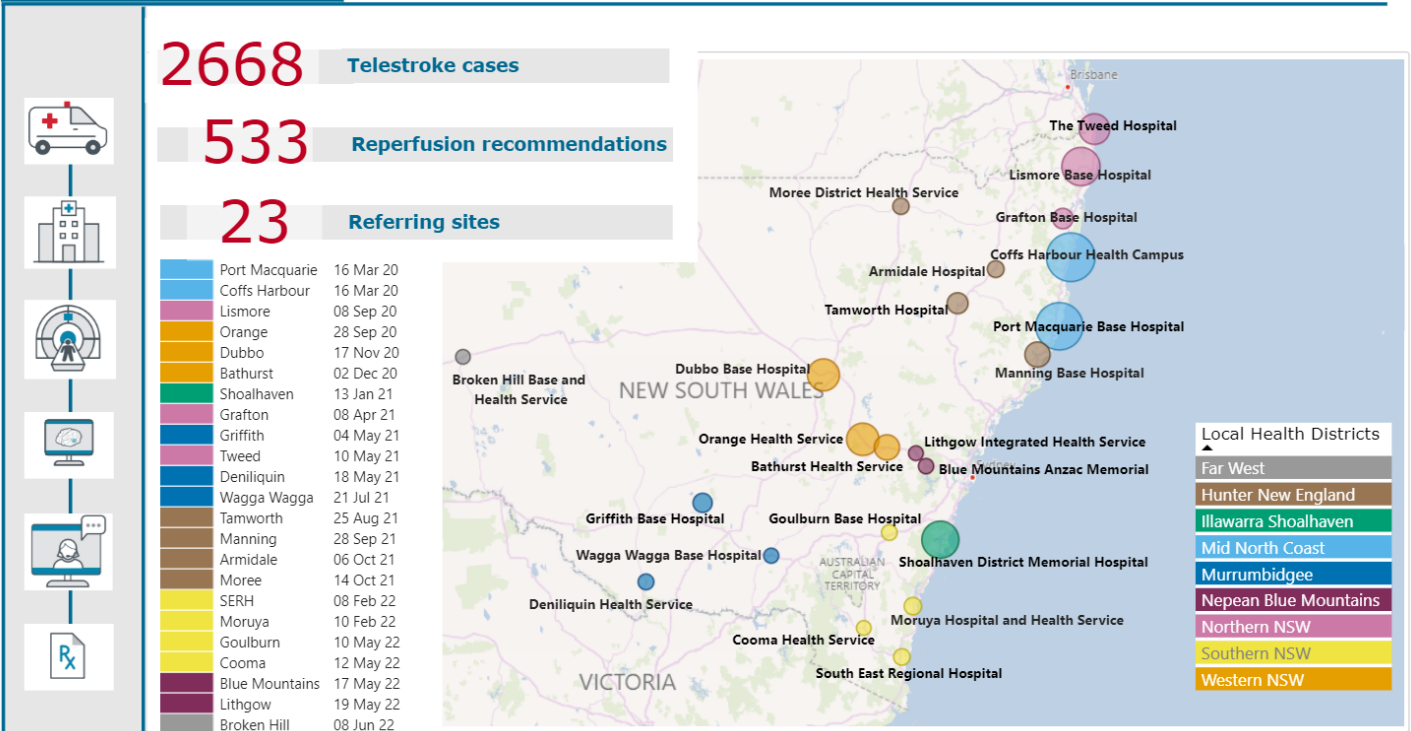 2668 Telestroke cases
533 Reperfusion recommendations
23 Referring sites
Port Macquarie 16 Mar 20
Coffs Harbour 16 Mar 20
Lismore 08 Sep 20
Orange 28 Sep 20
Dubbo 17 Nov 20
Bathurst 02 Dec 20
Shoalhaven 13 Jan 21
Grafton 08 Apr 21
Griffith 04 May 21
Tweed 10 May 21
Deniliquin 18 May 21
Wagga Wagga 21 Jul 21
Tamworth 25 Aug 21
Manning 28 Sep 21
Armidale 06 Oct 21
Moree 14 Oct 21
SERH 08 Feb 22
Moruya 10 Feb 22
Goulburn 10 May 22
Cooma 12 May 22
Blue Mountains 17 May 22
Lithgow 19 May 22
Broken Hill 08 Jun 22
Rx
Brisbane
The Tweed Hospital
Lismore Base Hospital
Moree District Health Service
Grafton Base Hospital
Coffs Harbour Health Campus
Armidale Hospital
Tamworth Hospital
Port Macquarie Base Hospital
Manning Base Hospital
Dubbo Base Hospital
Broken Hill Base and
Health Service
NEW SOUTH WALES
Orange Health Service
Lithgow Integrated Health Service
Bathurst Health Service
Blue Mountains Anzac Memorial
Sydney
Griffith Base Hospital
Goulburn Base Hospital
Wagga Wagga Base Hospital
AUSTRALIAN
CAPITAL
TERRITORY
Shoalhaven District Memorial Hospital
Deniliquin Health Service
Moruya Hospital and Health Service
Cooma Health Service
South East Regional Hospital
VICTORIA
Local Health Districts
Far West
Hunter New England
Illawarra Shoalhaven
Mid North Coast
Murrumbidgee
Nepean Blue Mountains
Northern NSW
Southern NSW
Western NSW